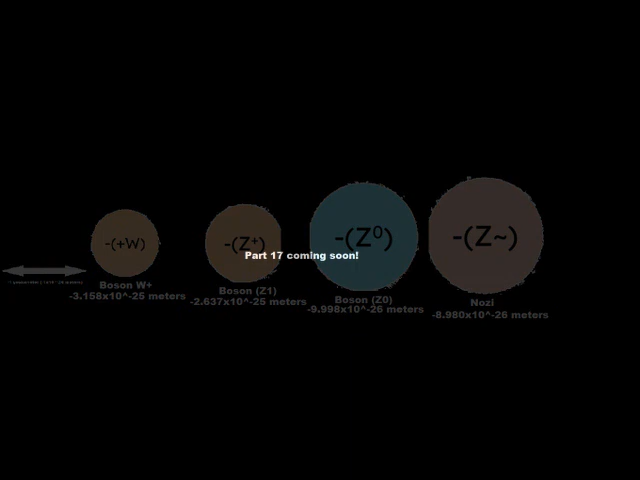 -(+W)
-(Z⁺)
-(Z⁰)
-(Z~)
Part 17 coming soon!
Boson W+
-3.158x10^-25 meters
Boson (Z1)
-2.637x10^-25 meters
Boson (Z0)
-9.998x10^-26 meters
Nozi
-8.980x10^-26 meters